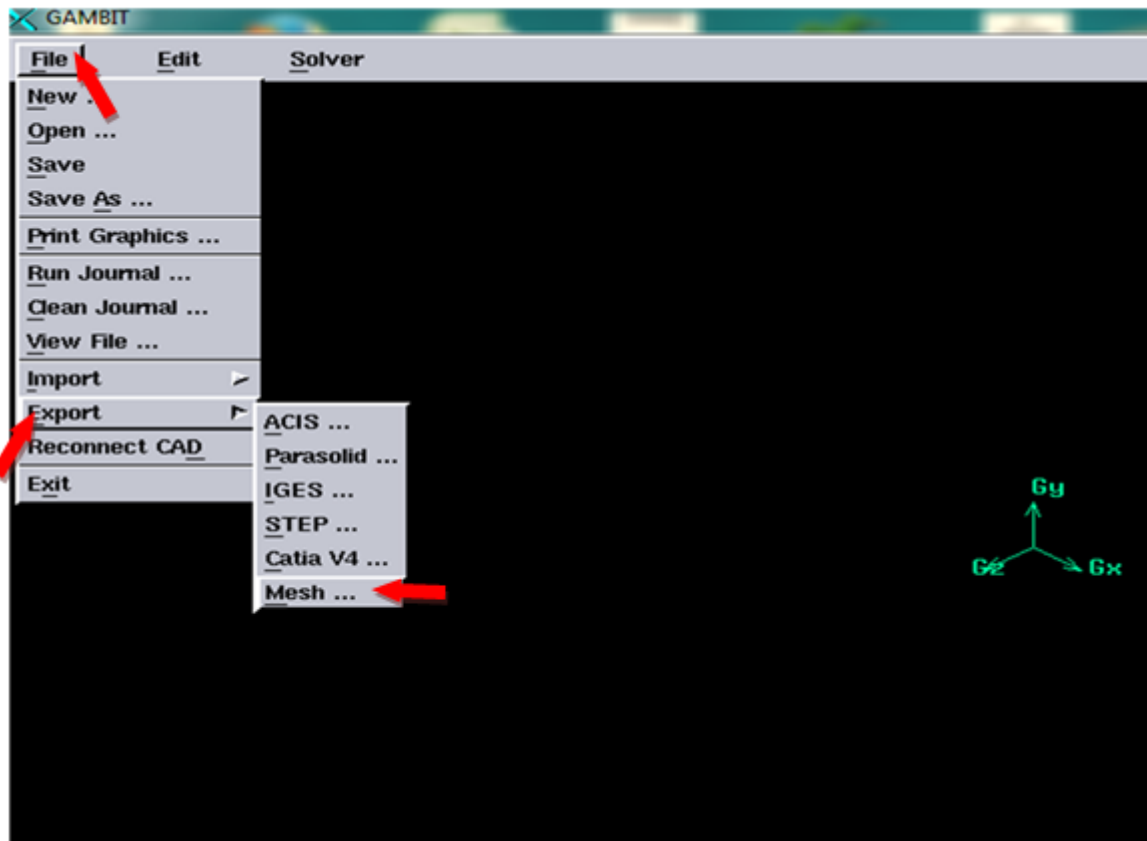 GAMBIT
File Edit Solver
New ..
Open ...
Save
Save As ...
Print Graphics ...
Run Journal ...
Clean Journal ...
View File ...
Import
Export
Reconnect CAD
Exit
ACIS ...
Parasolid ...
IGES ...
STEP ...
Catia V4 ...
Mesh ...
Gy
Gz Gx